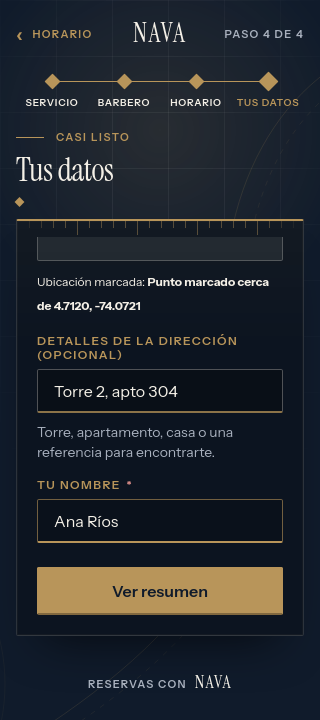 ‹ HORARIO
NAVA
PASO 4 DE 4
SERVICIO
BARBERO
HORARIO
TUS DATOS
CASI LISTO
Tus datos
Ubicación marcada: Punto marcado cerca
de 4.7120, -74.0721
DETALLES DE LA DIRECCIÓN
(OPCIONAL)
Torre 2, apto 304
Torre, apartamento, casa o una
referencia para encontrarte.
TU NOMBRE *
Ana Ríos
Ver resumen
RESERVAS CON NAVA